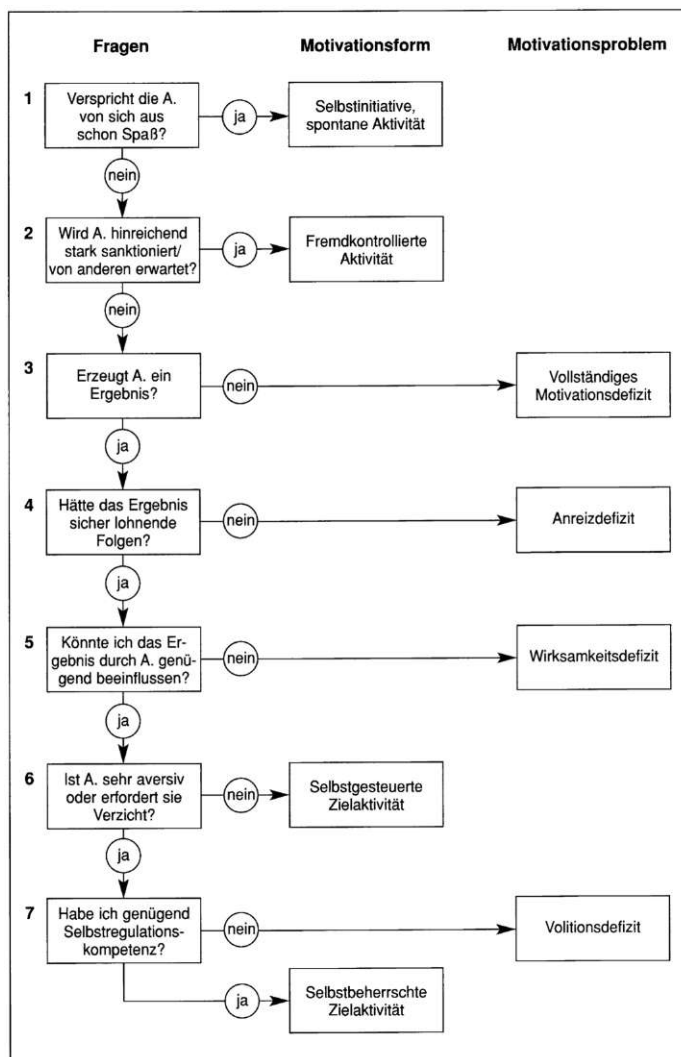 Fragen
Motivationsform
Motivationsproblem
1
Verspricht die A.
von sich aus
schon Spaß?
ja
Selbstinitiative,
spontane Aktivität
nein
2
Wird A. hinreichend
stark sanktioniert/
von anderen erwartet?
ja
Fremdkontrollierte
Aktivität
nein
3
Erzeugt A. ein
Ergebnis?
nein
Vollständiges
Motivationsdefizit
ja
4
Hätte das Ergebnis
sicher lohnende
Folgen?
nein
Anreizdefizit
ja
5
Könnte ich das Er-
gebnis durch A. genü-
gend beeinflussen?
nein
Wirksamkeitsdefizit
ja
6
Ist A. sehr aversiv
oder erfordert sie
Verzicht?
nein
Selbstgesteuerte
Zielaktivität
ja
7
Habe ich genügend
Selbstregulations-
kompetenz?
nein
Volitionsdefizit
ja
Selbstbeherrschte
Zielaktivität